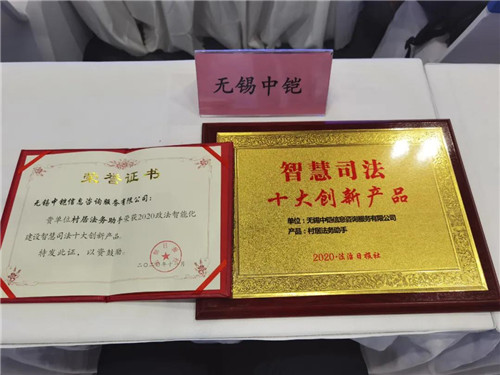 无锡中铠
荣誉证书
无锡中铠信息咨询服务有限公司:
贵单位村居法务助手荣获2020政法智能化
建设智慧司法十大创新产品。
特发此证,以资鼓励。
智慧司法
十大创新产品
单位:无锡中铠信息咨询服务有限公司
产品:村居法务助手
2020·法治日报社